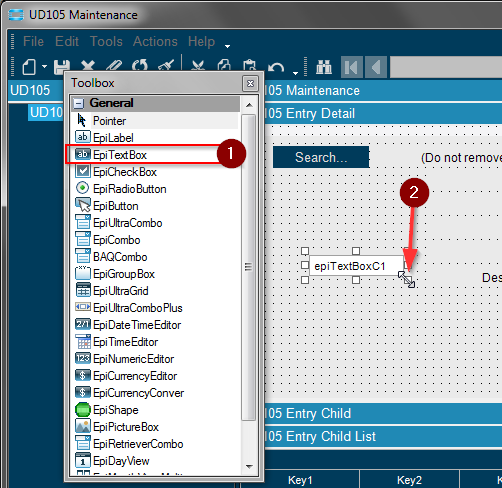 UD105 Maintenance
File Edit Tools Actions Help
UD105
UD10
Toolbox
General
Pointer
EpiLabel
EpiTextBox
EpiCheckBox
EpiRadioButton
EpiButton
EpiUltraCombo
EpiCombo
BAQCombo
EpiGroupBox
EpiUltraGrid
EpiUltraComboPlus
EpiDateTimeEditor
EpiTimeEditor
EpiNumericEditor
EpiCurrencyEditor
EpiCurrencyConver
EpiShape
EpiPictureBox
EpiRetrieverCombo
EpiDayView
1
105 Maintenance
105 Entry Detail
Search...
(Do not remove
2
epiTextBoxC1
Des
105 Entry Child
105 Entry Child List
Key1
Key2